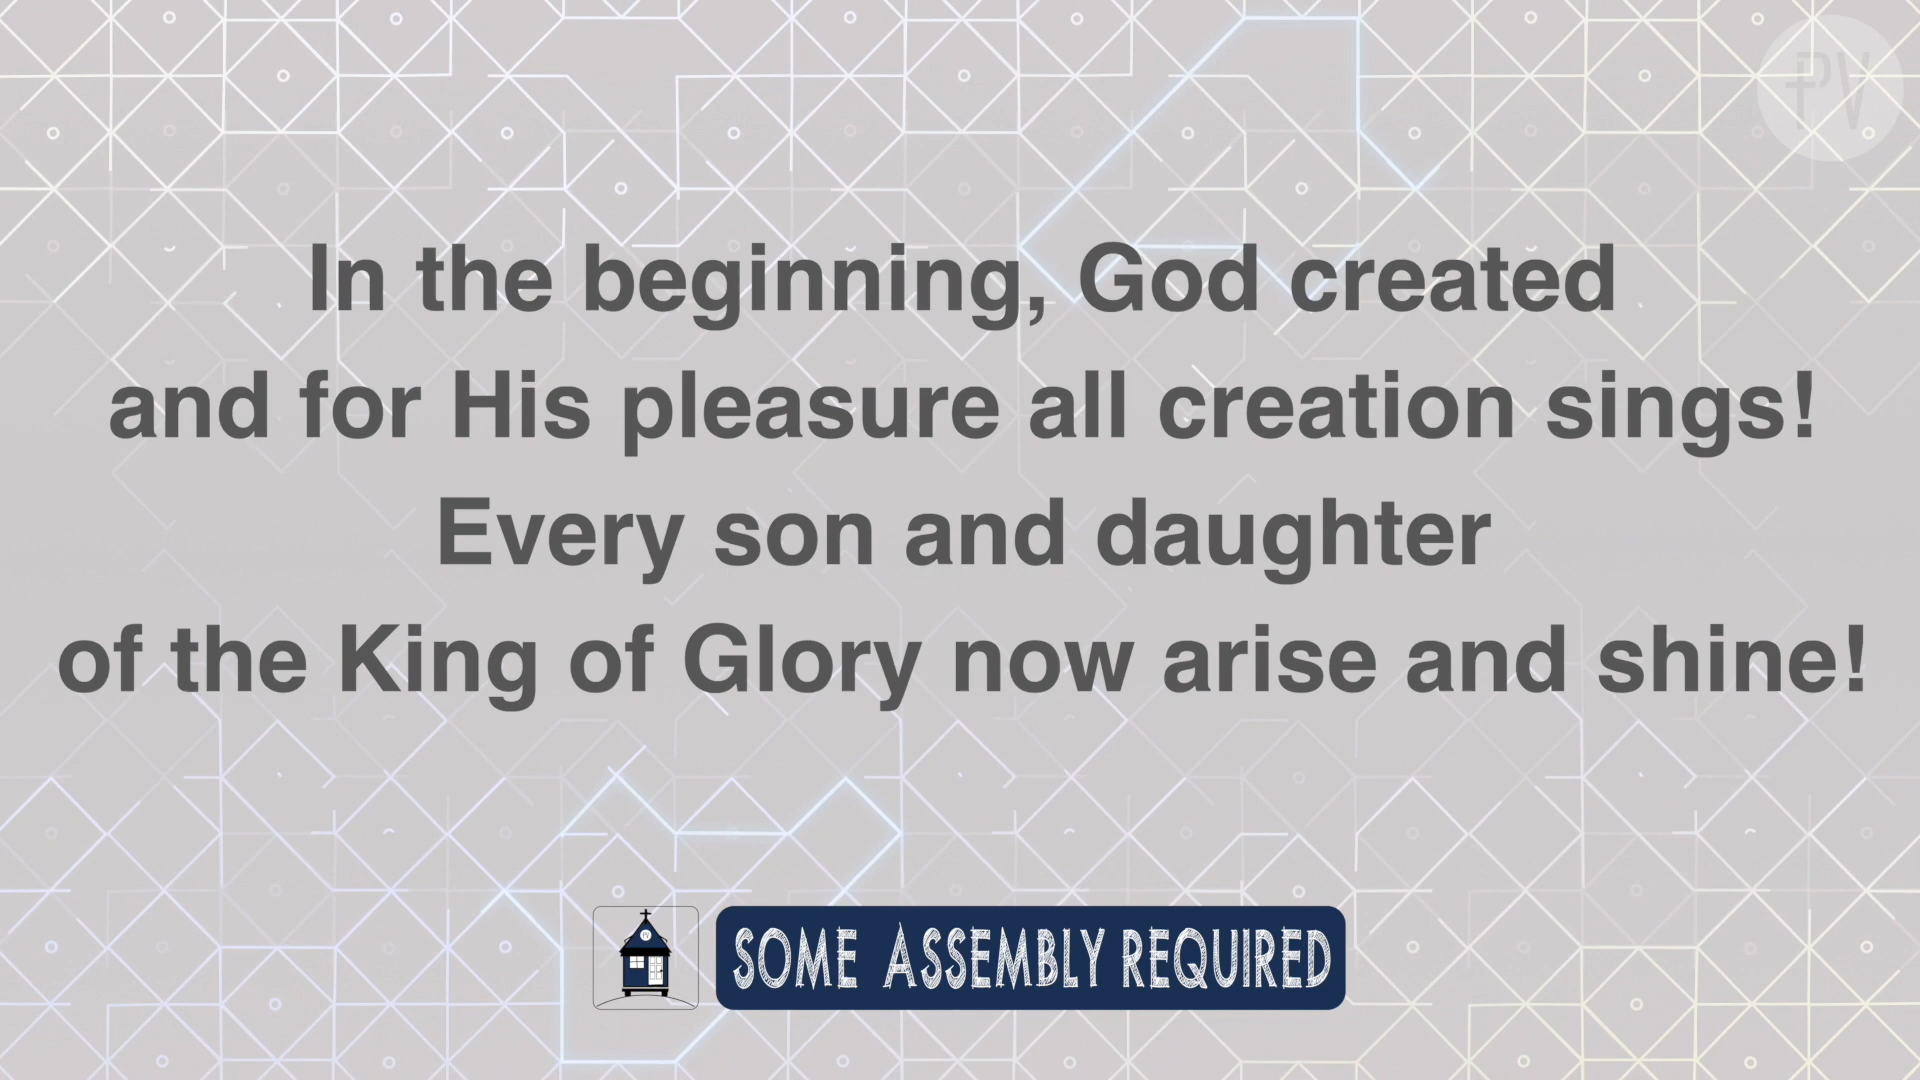 PV
In the beginning, God created
and for His pleasure all creation sings!
Every son and daughter
of the King of Glory now arise and shine!
SOME ASSEMBLY REQUIRED